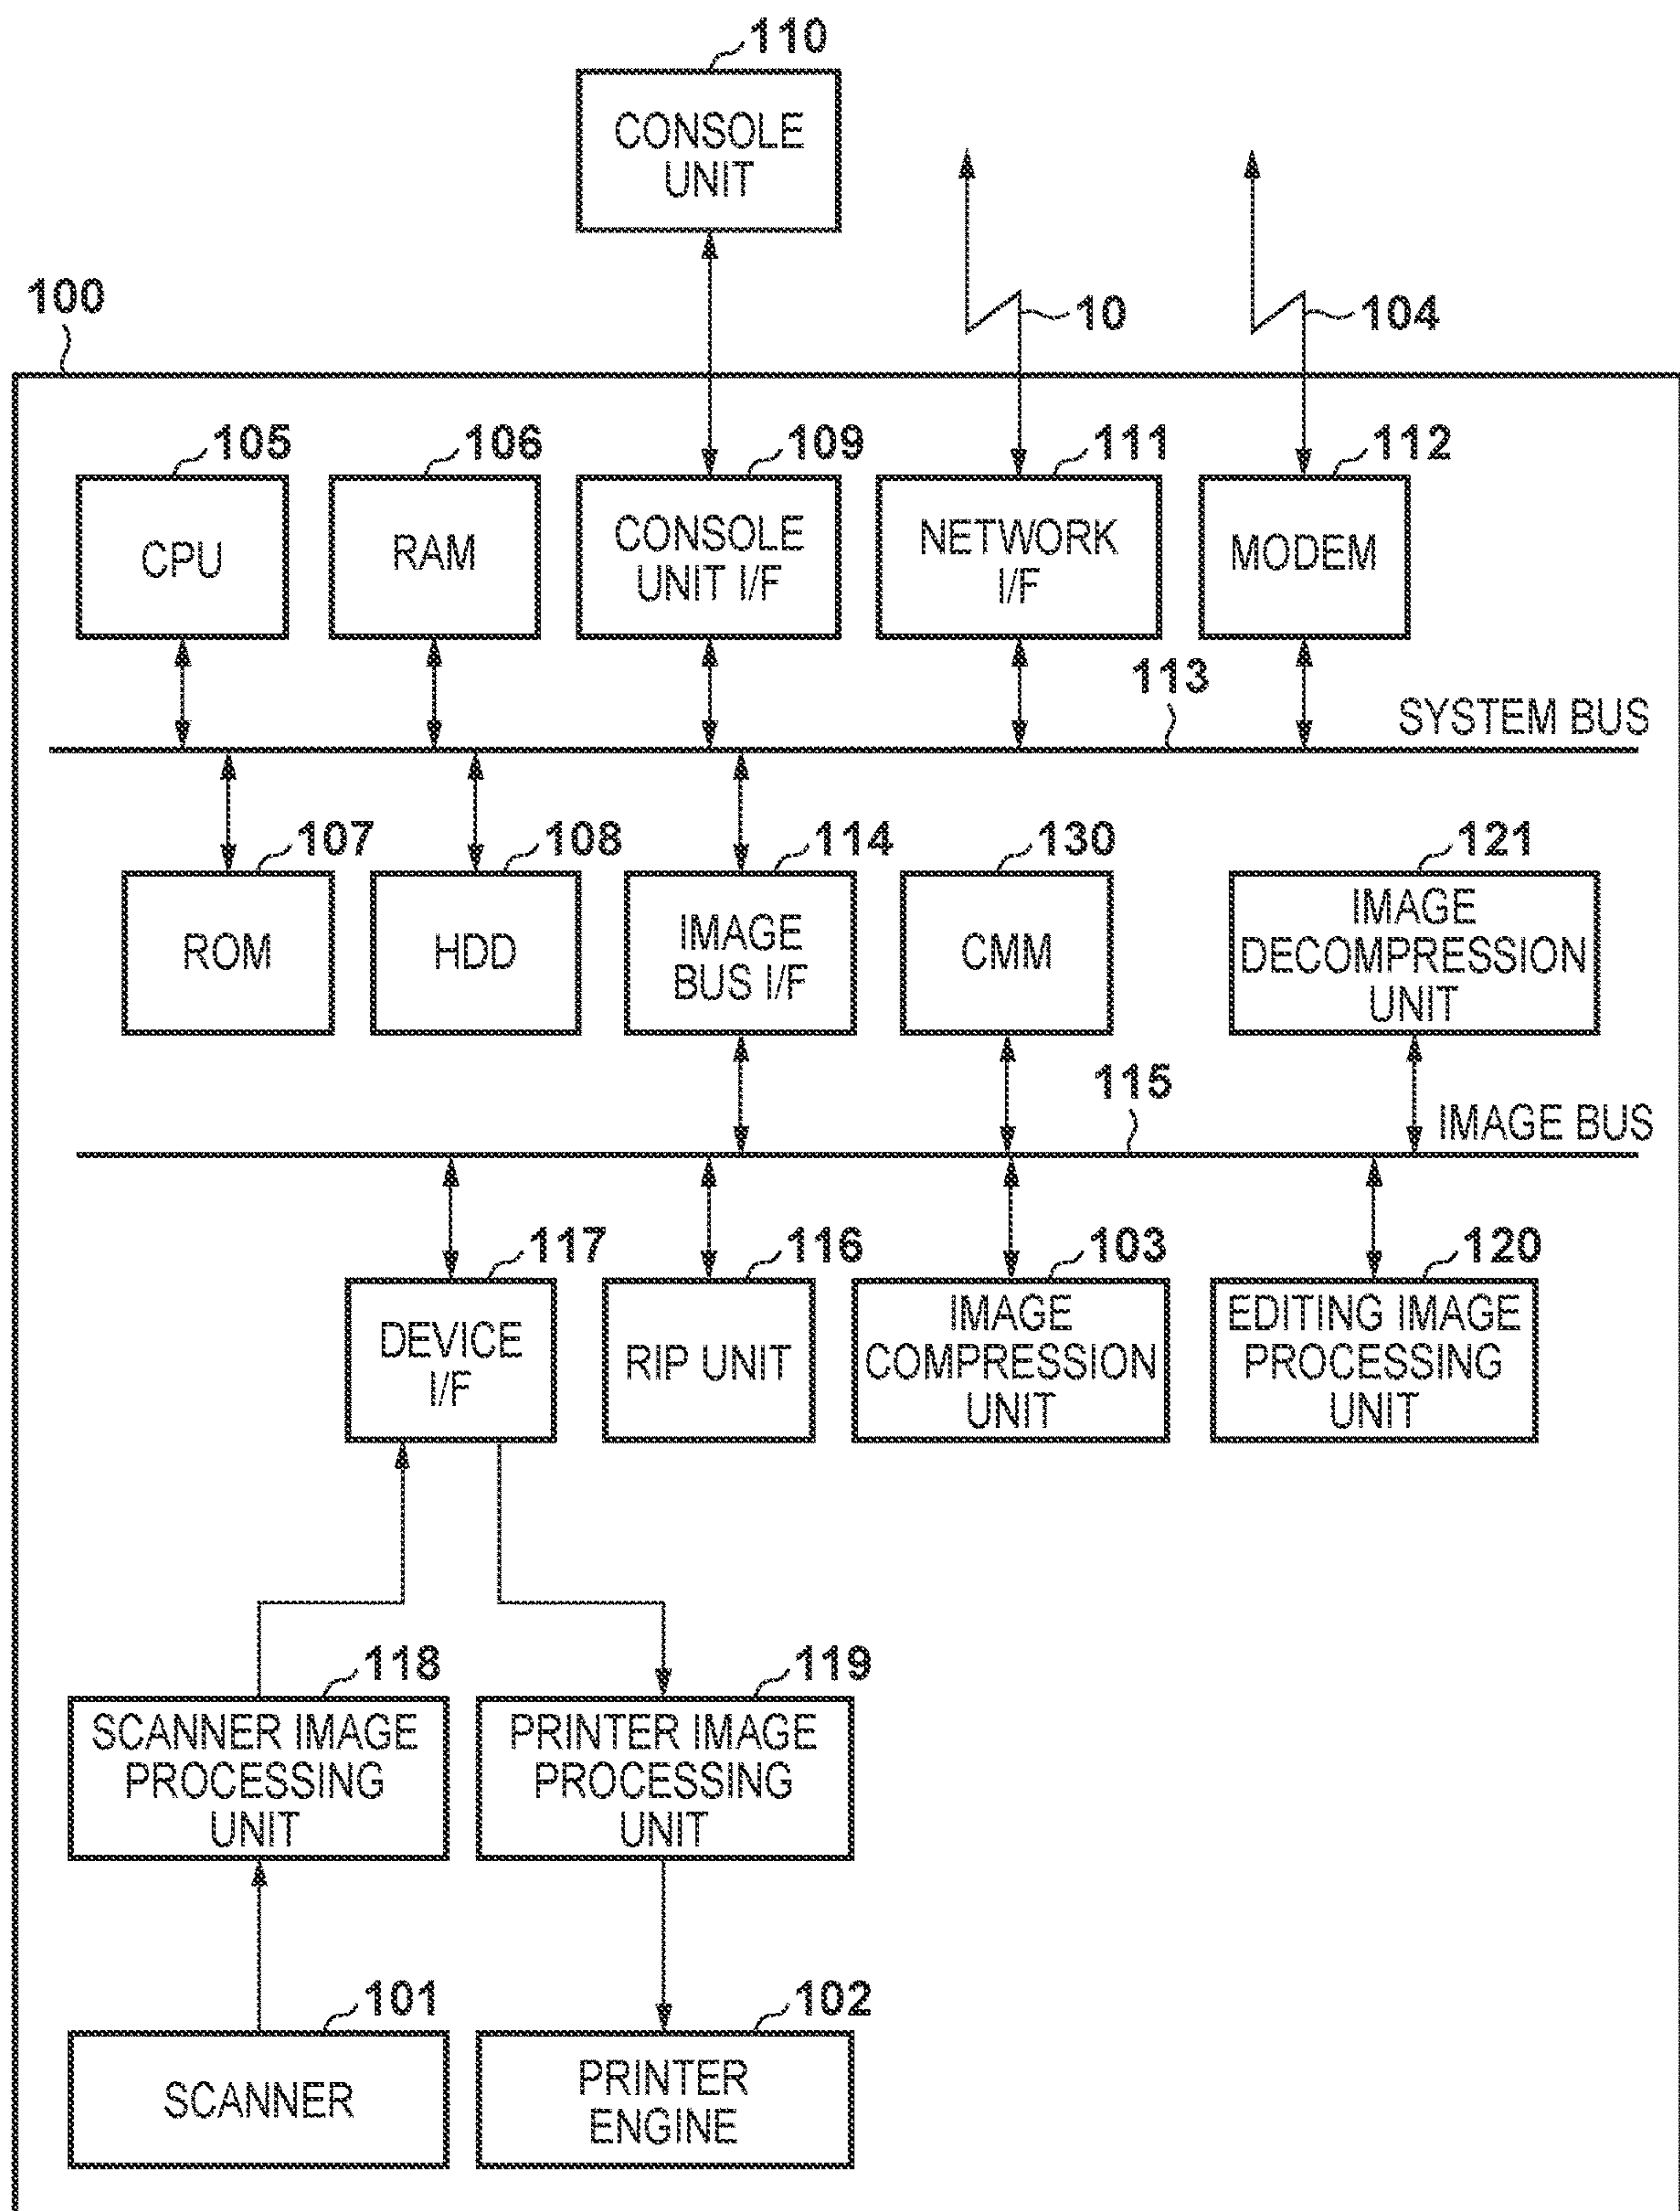 110
CONSOLE
UNIT
100
10
104
105
106
109
111
112
CPU
RAM
CONSOLE
UNIT I/F
NETWORK
I/F
MODEM
113
SYSTEM BUS
107
108
114
130
121
ROM
HDD
IMAGE
BUS I/F
CMM
IMAGE
DECOMPRESSION
UNIT
115
IMAGE BUS
117
116
103
120
DEVICE
I/F
RIP UNIT
IMAGE
COMPRESSION
UNIT
EDITING IMAGE
PROCESSING
UNIT
118
119
SCANNER IMAGE
PROCESSING
UNIT
PRINTER IMAGE
PROCESSING
UNIT
101
102
SCANNER
PRINTER
ENGINE